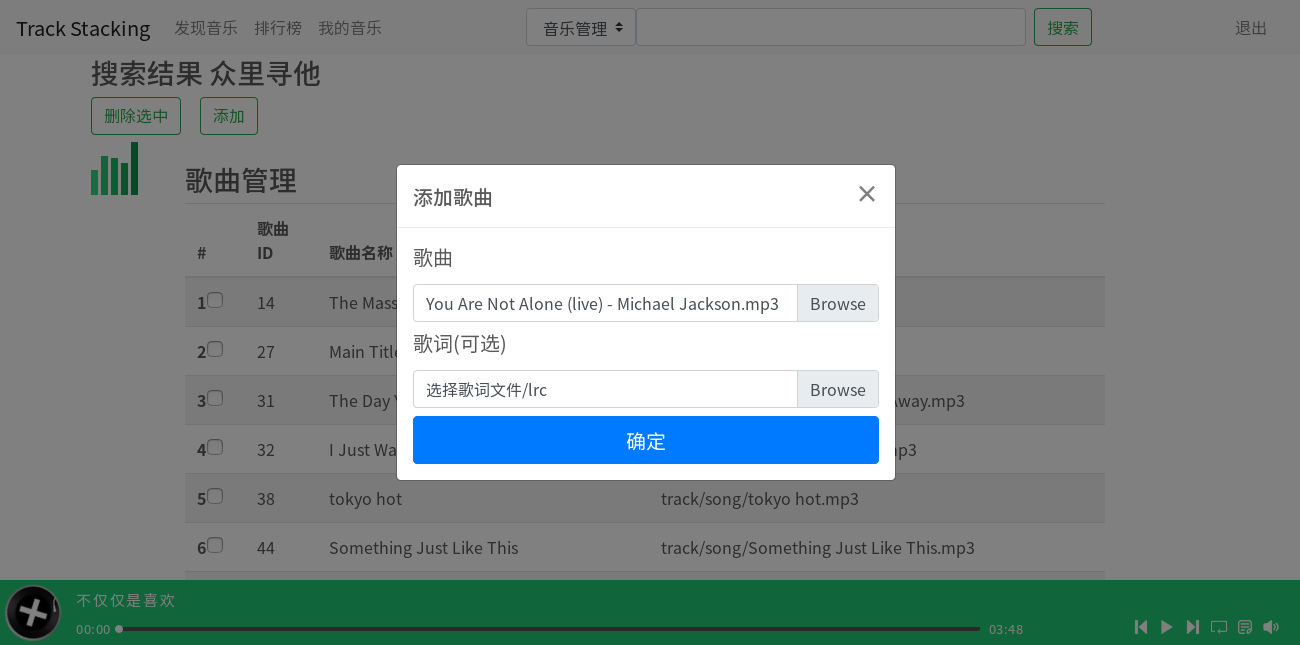 Track Stacking 发现音乐 排行榜 我的音乐 音乐管理 搜索 退出
搜索结果 众里寻他
删除选中 添加
歌曲管理
# 歌曲 ID 歌曲名称
添加歌曲 ×
歌曲
You Are Not Alone (live) - Michael Jackson.mp3 Browse
歌词(可选)
选择歌词文件/lrc Browse
确定
1 14 The Mass
2 27 Main Title
3 31 The Day Away.mp3
4 32 I Just Wa mp3
5 38 tokyo hot track/song/tokyo hot.mp3
6 44 Something Just Like This track/song/Something Just Like This.mp3
不仅仅是喜欢
00:00 03:48